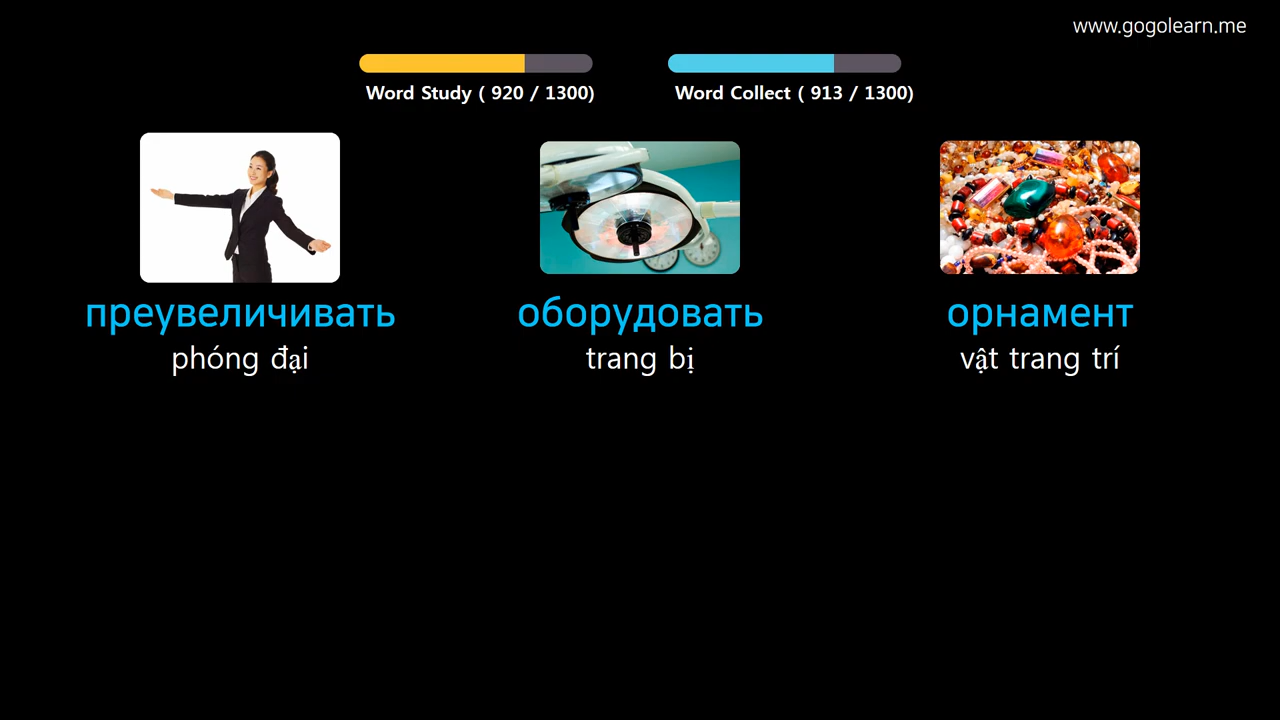 www.gogolearn.me
Word Study ( 920 / 1300)
Word Collect ( 913 / 1300)
преувеличивать
phóng đại
оборудовать
trang bị
орнамент
vật trang trí